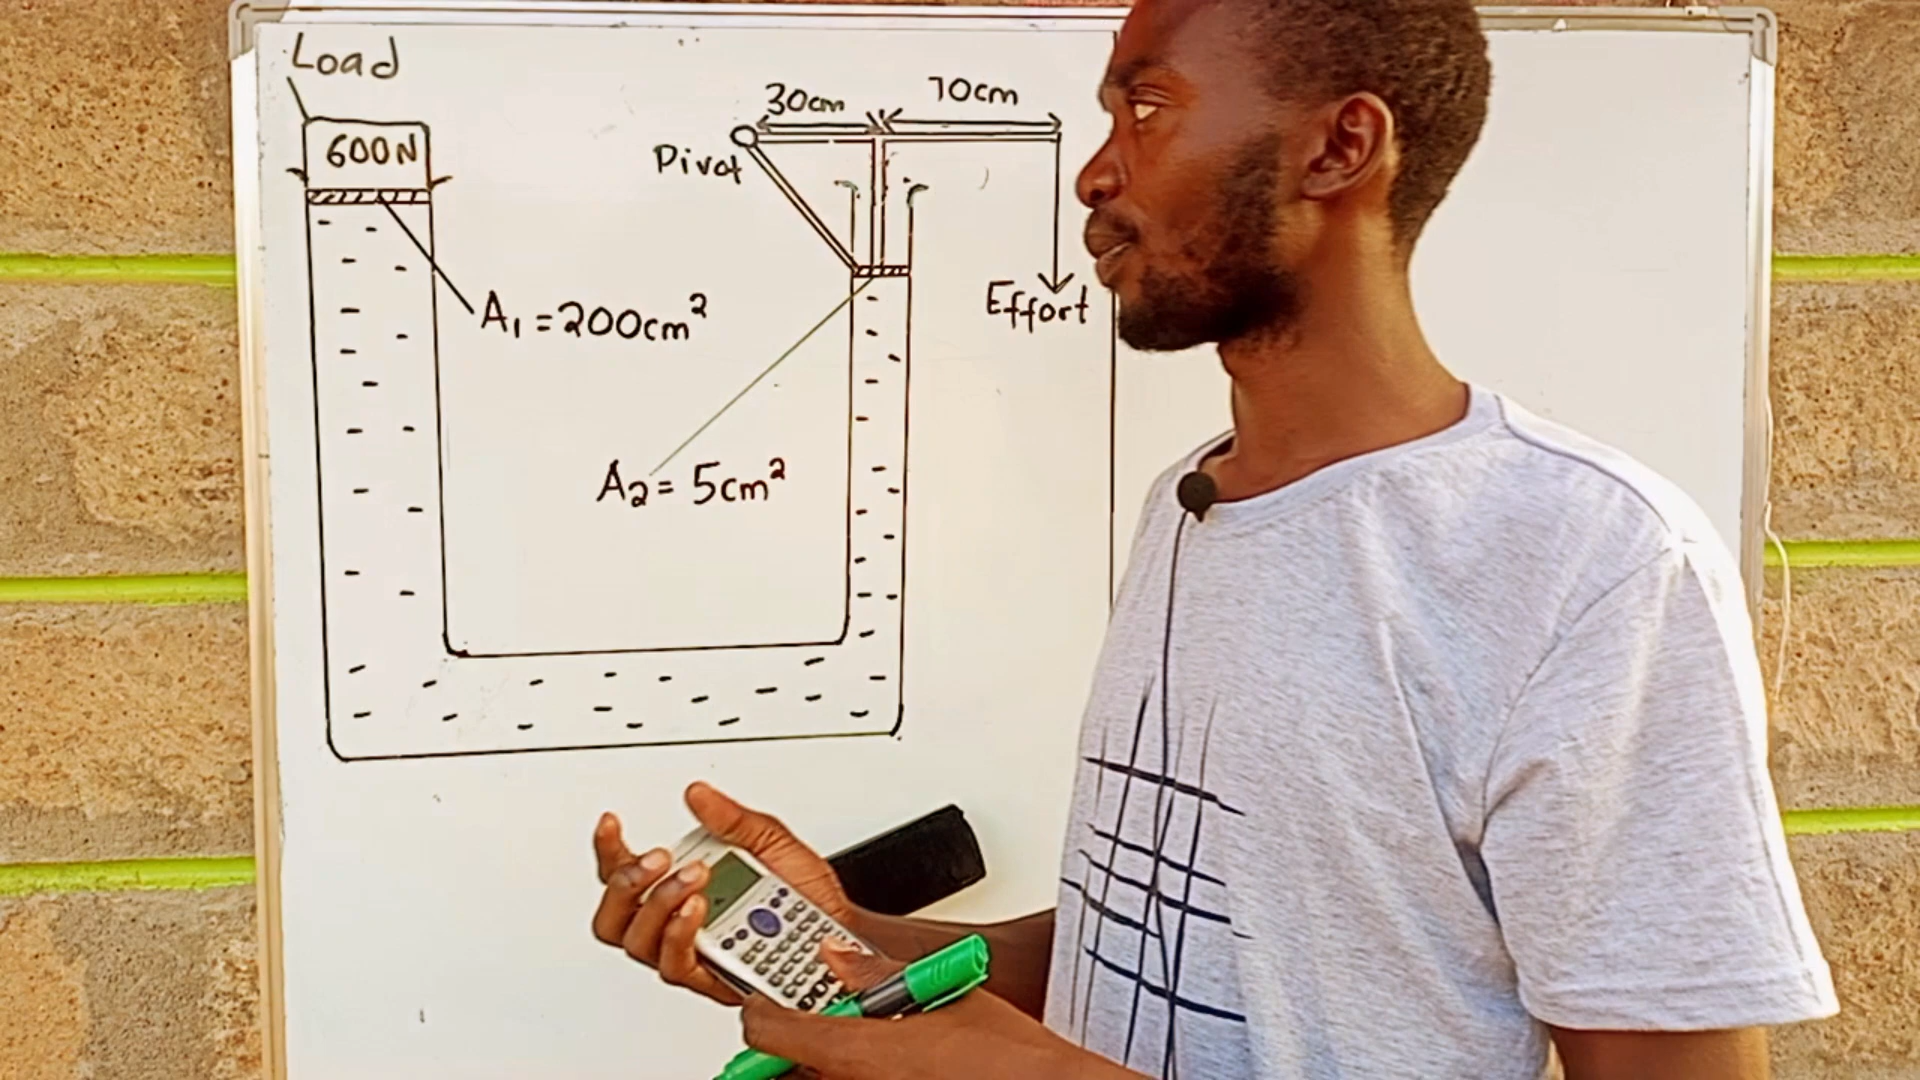 Load
600N
30cm
70cm
Pivot
Effort
A₁ = 200cm²
A₂ = 5cm²